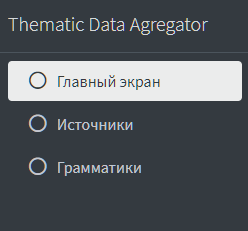 Thematic Data Agregator
Главный экран
Источники
Грамматики